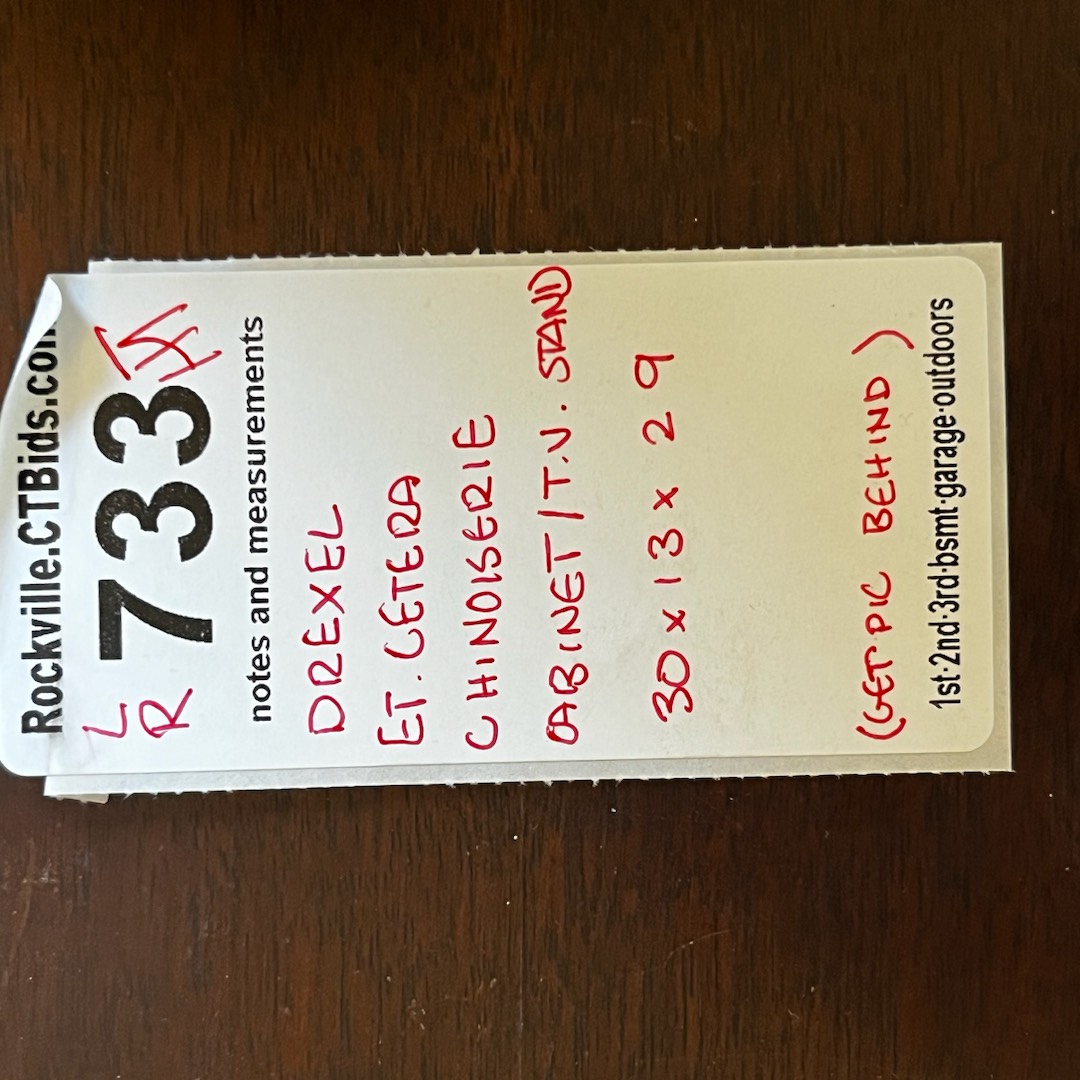 Rockville.CTBids.com
L
R 733
notes and measurements
DREXEL
ET.CETERA
CHINOISERIE
CABINET/T.V. STAND
30 x 13 x 29
(GET PIC BEHIND)
1st·2nd·3rd·bsmt·garage·outdoors